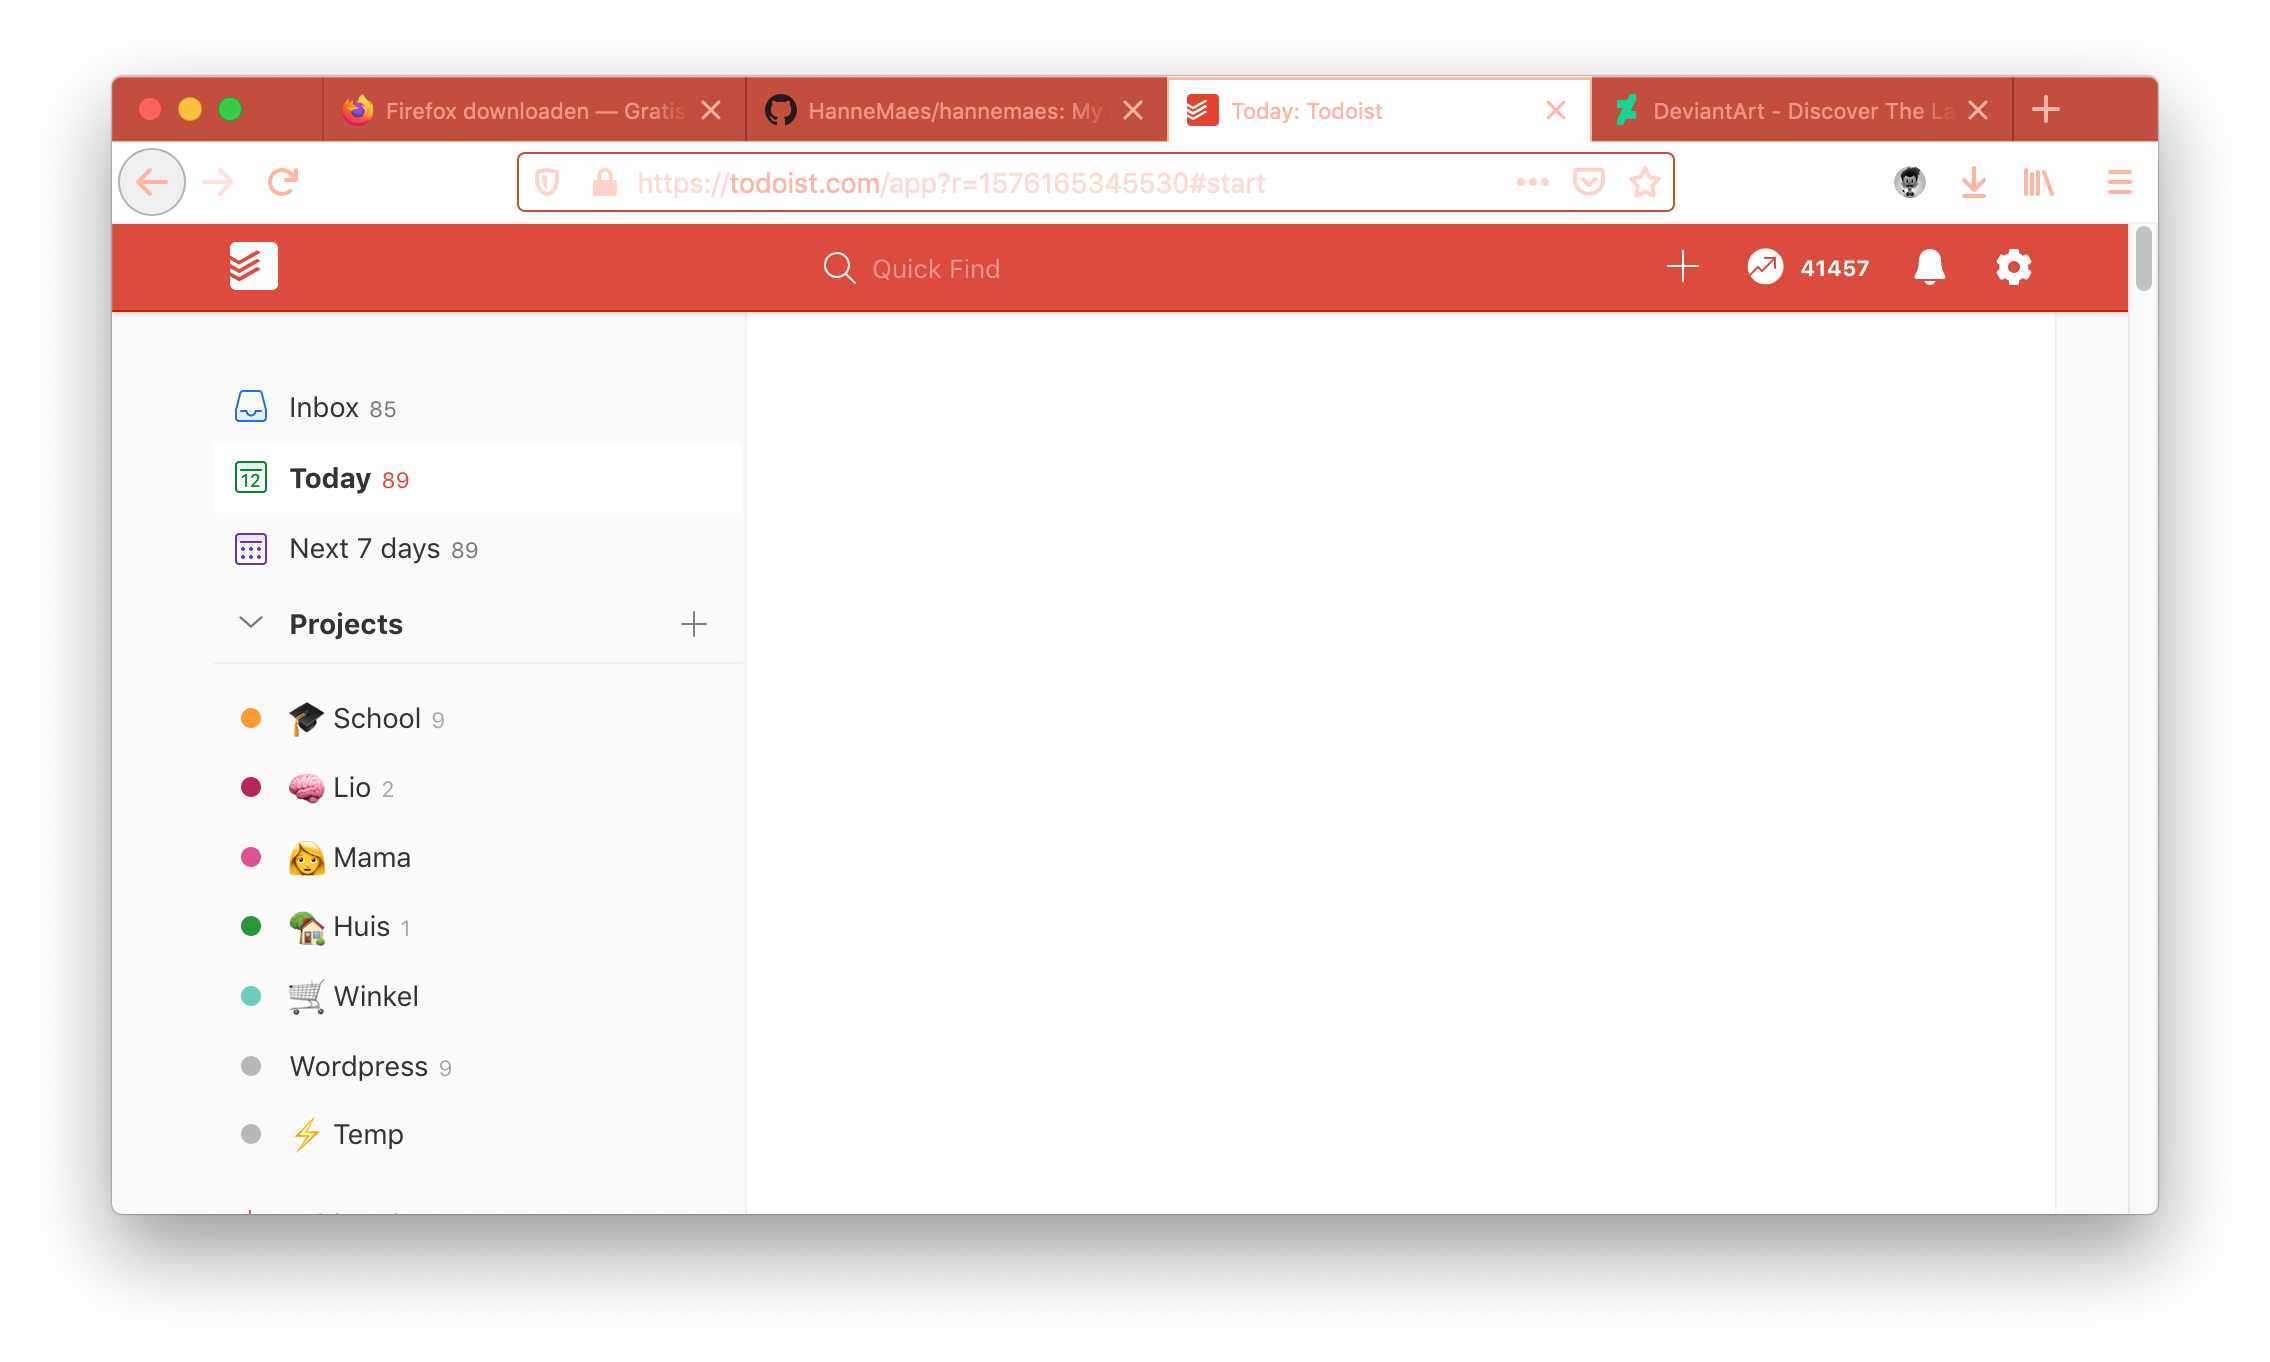 Firefox downloaden — Gratis
HanneMaes/hannemaes: My
Today: Todoist
DeviantArt - Discover The La
https://todoist.com/app?r=1576165345530#start
Quick Find
41457
Inbox 85
12 Today 89
Next 7 days 89
Projects
School 9
Lio 2
Mama
Huis 1
Winkel
Wordpress 9
Temp